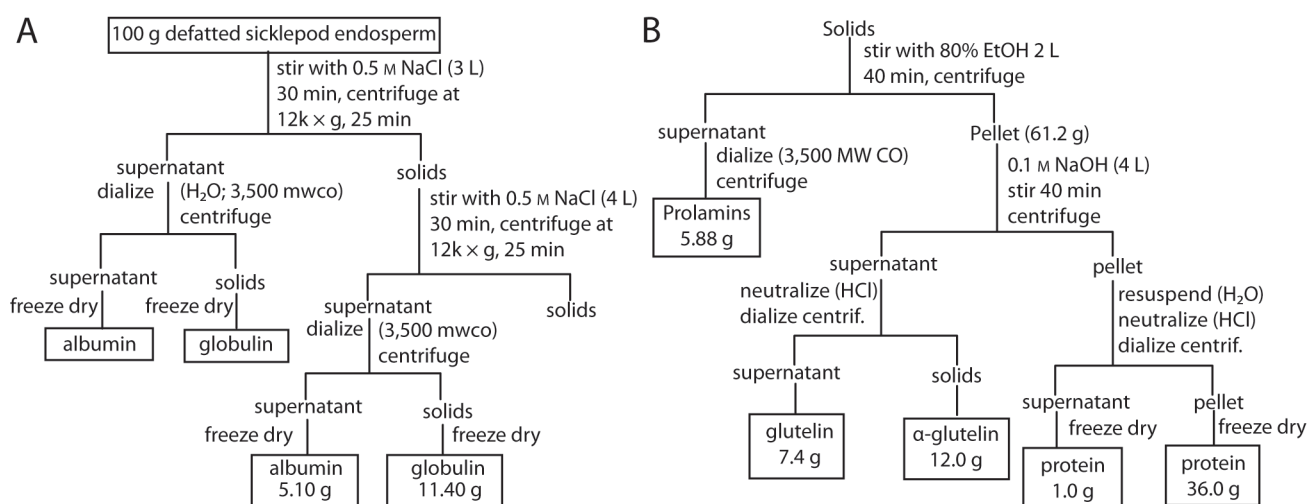 A
100 g defatted sicklepod endosperm
stir with 0.5 M NaCl (3 L)
30 min, centrifuge at
12k × g, 25 min
supernatant
dialize
(H₂O; 3,500 mwco)
centrifuge
solids
stir with 0.5 M NaCl (4 L)
30 min, centrifuge at
12k × g, 25 min
supernatant
freeze dry
solids
freeze dry
albumin
globulin
supernatant
dialize
(3,500 mwco)
centrifuge
solids
supernatant
freeze dry
solids
freeze dry
albumin
5.10 g
globulin
11.40 g
B
Solids
stir with 80% EtOH 2 L
40 min, centrifuge
supernatant
dialize (3,500 MW CO)
centrifuge
Prolamins
5.88 g
Pellet (61.2 g)
0.1 M NaOH (4 L)
stir 40 min
centrifuge
supernatant
neutralize (HCl)
dialize centrif.
pellet
resuspend (H₂O)
neutralize (HCl)
dialize centrif.
supernatant
solids
glutelin
7.4 g
α-glutelin
12.0 g
supernatant
freeze dry
pellet
freeze dry
protein
1.0 g
protein
36.0 g